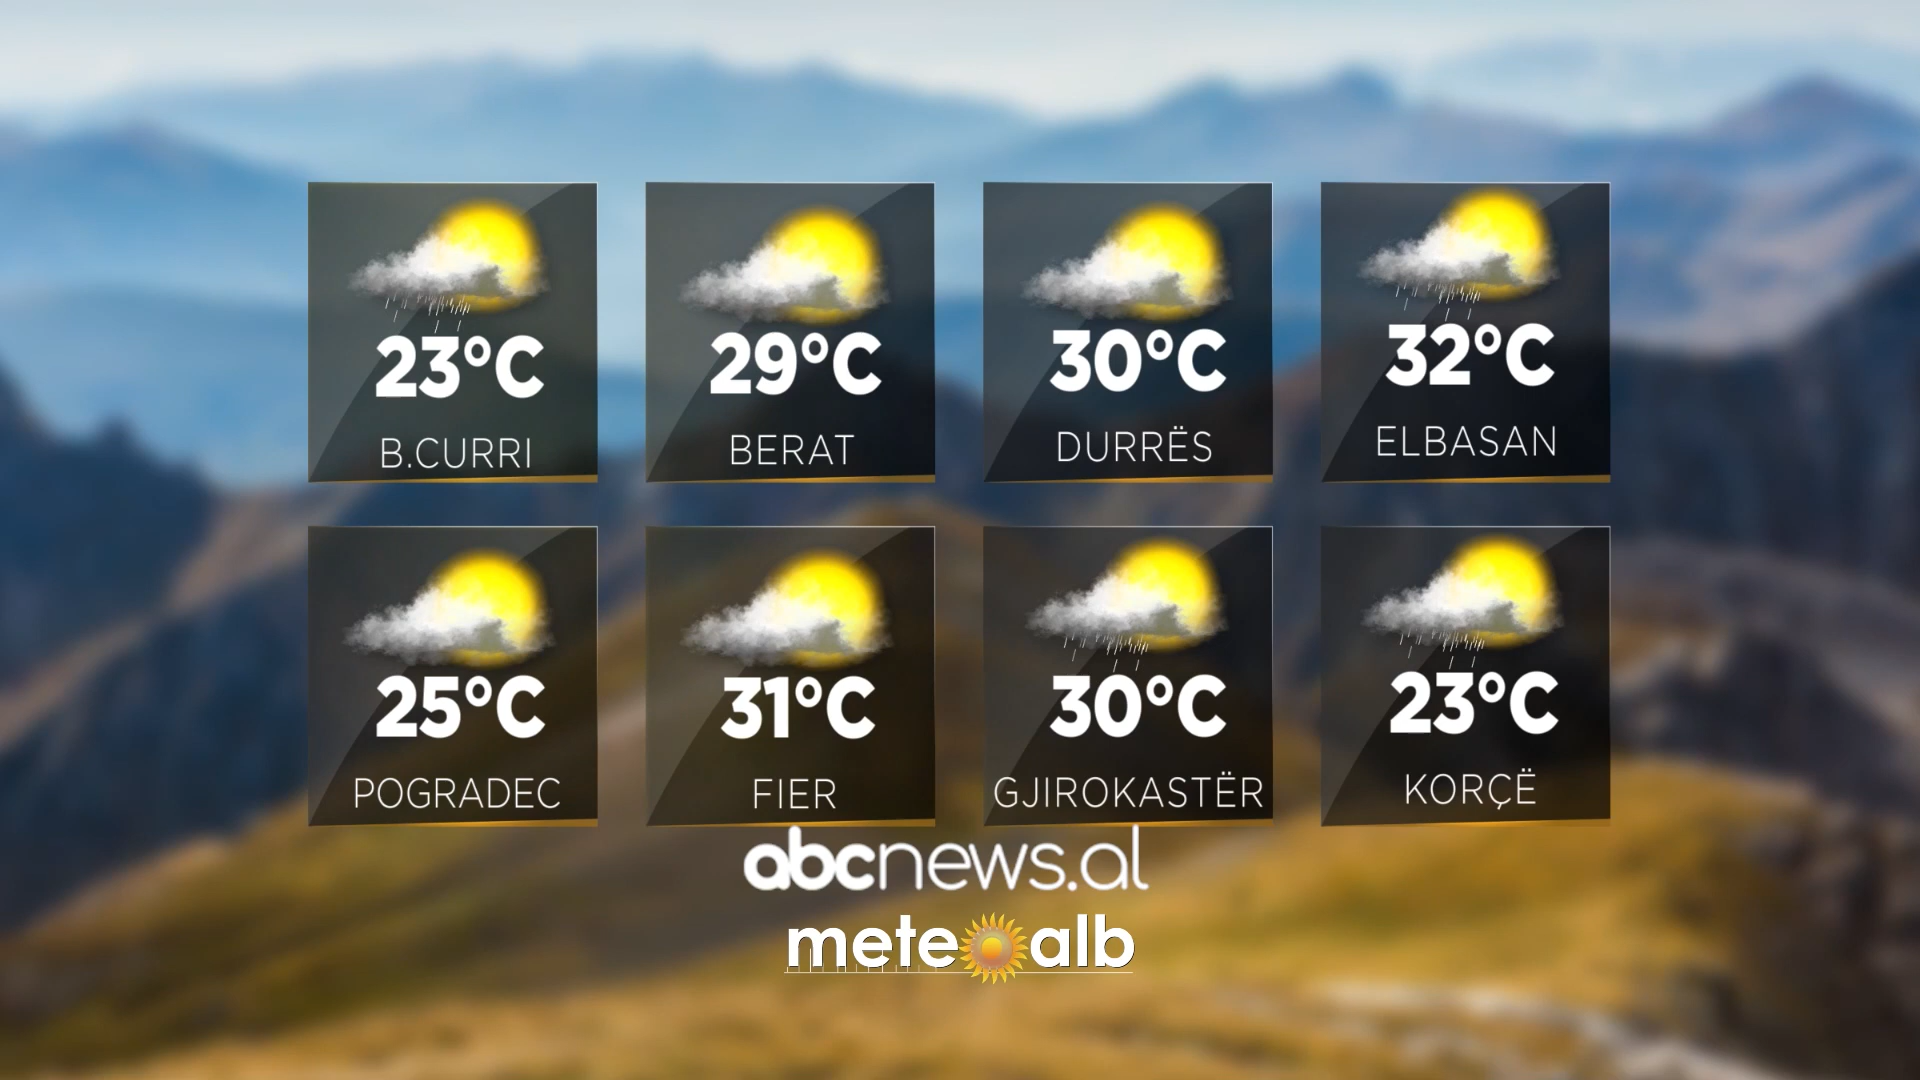 23°C
B.CURRI
29°C
BERAT
30°C
DURRËS
32°C
ELBASAN
25°C
POGRADEC
31°C
FIER
30°C
GJIROKASTËR
23°C
KORÇË
abcnews.al
meteoalb